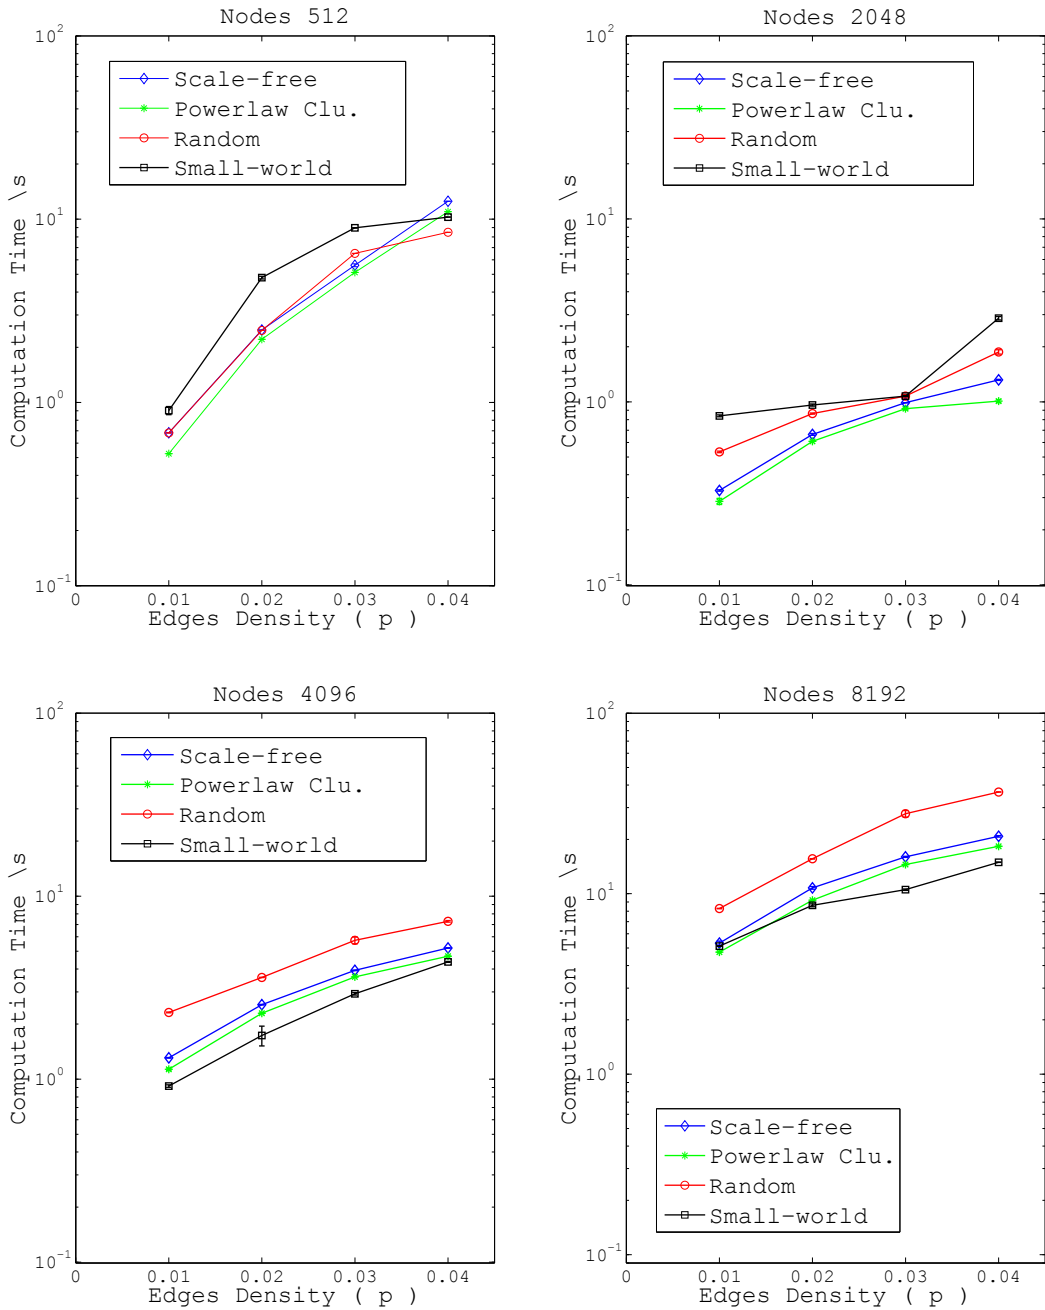 Nodes 512
10^2
10^1
10^0
10^-1
Computation Time \s
Scale-free
Powerlaw Clu.
Random
Small-world
0 0.01 0.02 0.03 0.04
Edges Density ( p )
Nodes 2048
10^2
10^1
10^0
10^-1
Computation Time \s
Scale-free
Powerlaw Clu.
Random
Small-world
0 0.01 0.02 0.03 0.04
Edges Density ( p )
Nodes 4096
10^2
10^1
10^0
10^-1
Computation Time \s
Scale-free
Powerlaw Clu.
Random
Small-world
0 0.01 0.02 0.03 0.04
Edges Density ( p )
Nodes 8192
10^2
10^1
10^0
10^-1
Computation Time \s
Scale-free
Powerlaw Clu.
Random
Small-world
0 0.01 0.02 0.03 0.04
Edges Density ( p )